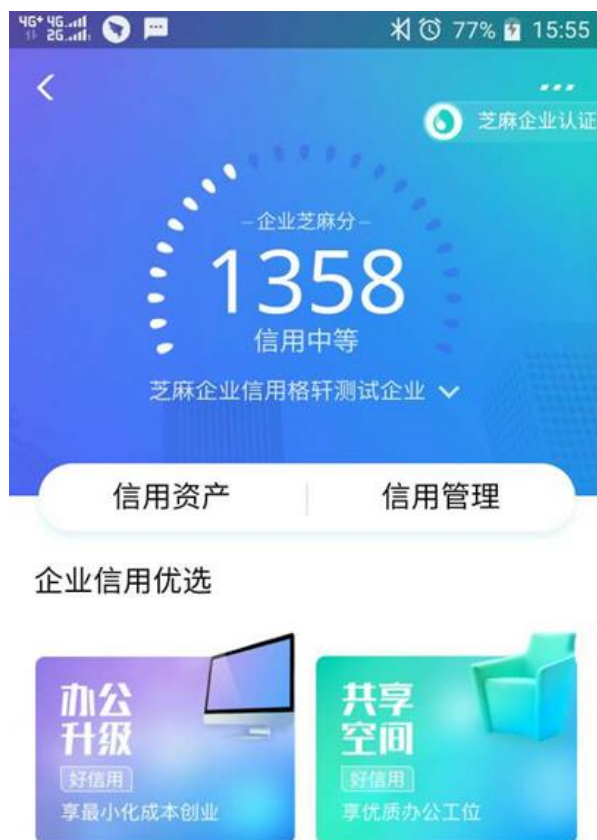 4G+ 4G 2G 77% 15:55
芝麻企业认证
企业芝麻分
1358
信用中等
芝麻企业信用格轩测试企业
信用资产 信用管理
企业信用优选
办公
升级
好信用
享最小化成本创业
共享
空间
好信用
享优质办公工位